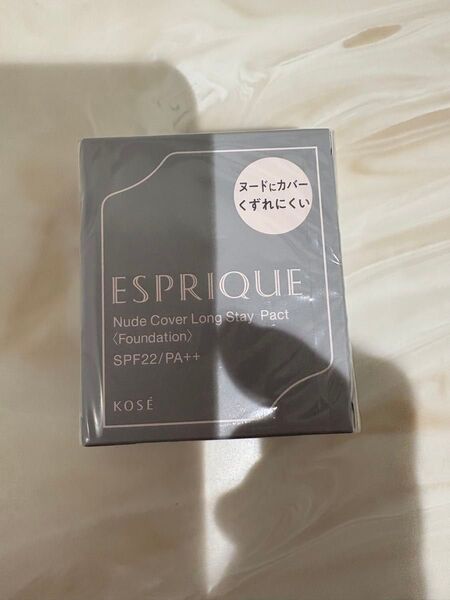 ヌードにカバー
くずれにくい
ESPRIQUE
Nude Cover Long Stay Pact
〈Foundation〉
SPF22/PA++
KOSÉ